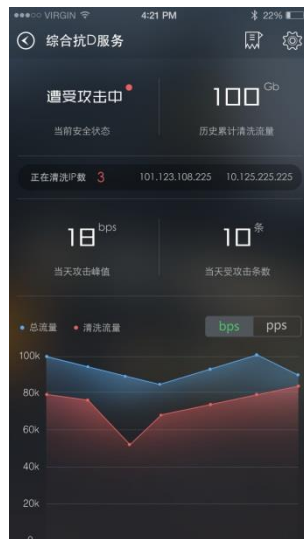 VIRGIN 4:21 PM 22%
综合抗D服务
遭受攻击中 100 Gb
当前安全状态 历史累计清洗流量
正在清洗IP数 3 101.123.108.225 10.125.225.225
18 bps 10 条
当天攻击峰值 当天受攻击条数
总流量 清洗流量 bps pps
100k
80k
60k
40k
20k
0